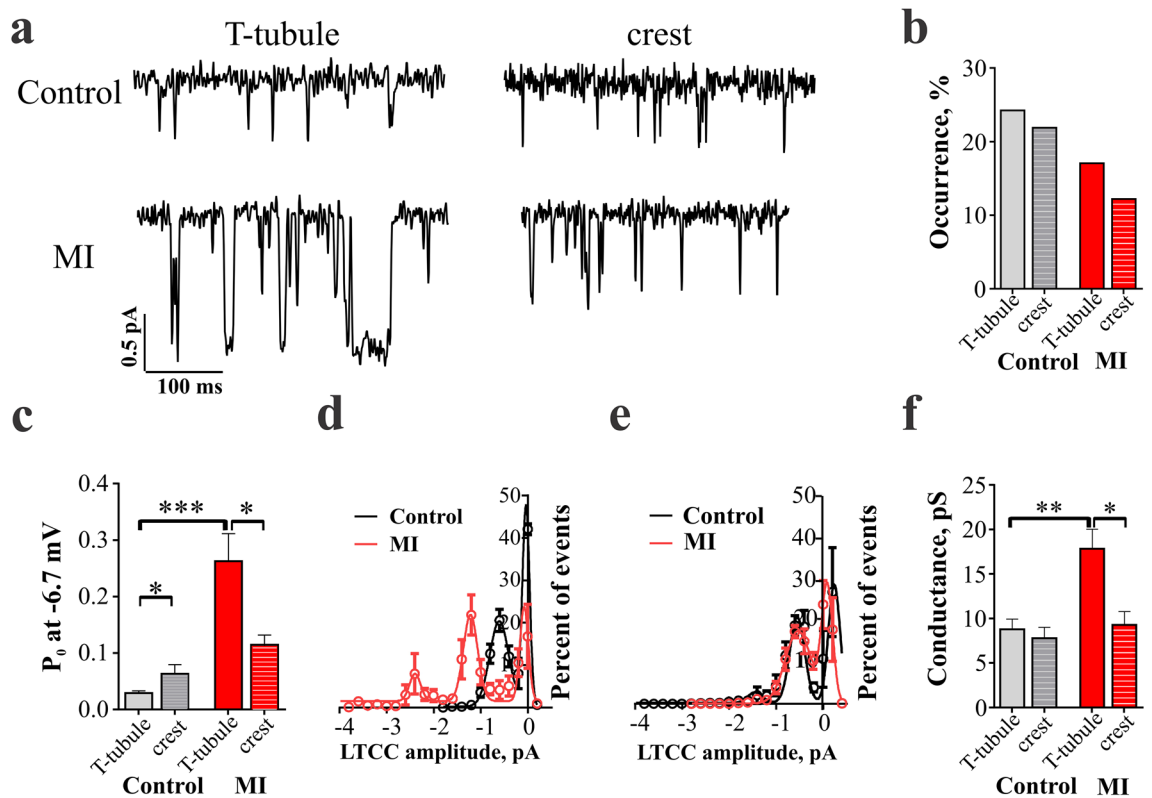 a
T-tubule
crest
Control
MI
0.5 pA
100 ms
b
Occurrence, %
30
20
10
0
T-tubule
crest
T-tubule
crest
Control
MI
c
P0 at -6.7 mV
0.4
0.3
0.2
0.1
0.0
***
*
*
T-tubule
crest
T-tubule
crest
Control
MI
d
Control
MI
50
40
30
20
Percent of events
-4
-3
-2
-1
0
LTCC amplitude, pA
e
Control
MI
50
40
30
Percent of events
-4
-3
-2
-1
0
LTCC amplitude, pA
f
Conductance, pS
25
20
15
10
5
0
**
*
T-tubule
crest
T-tubule
crest
Control
MI